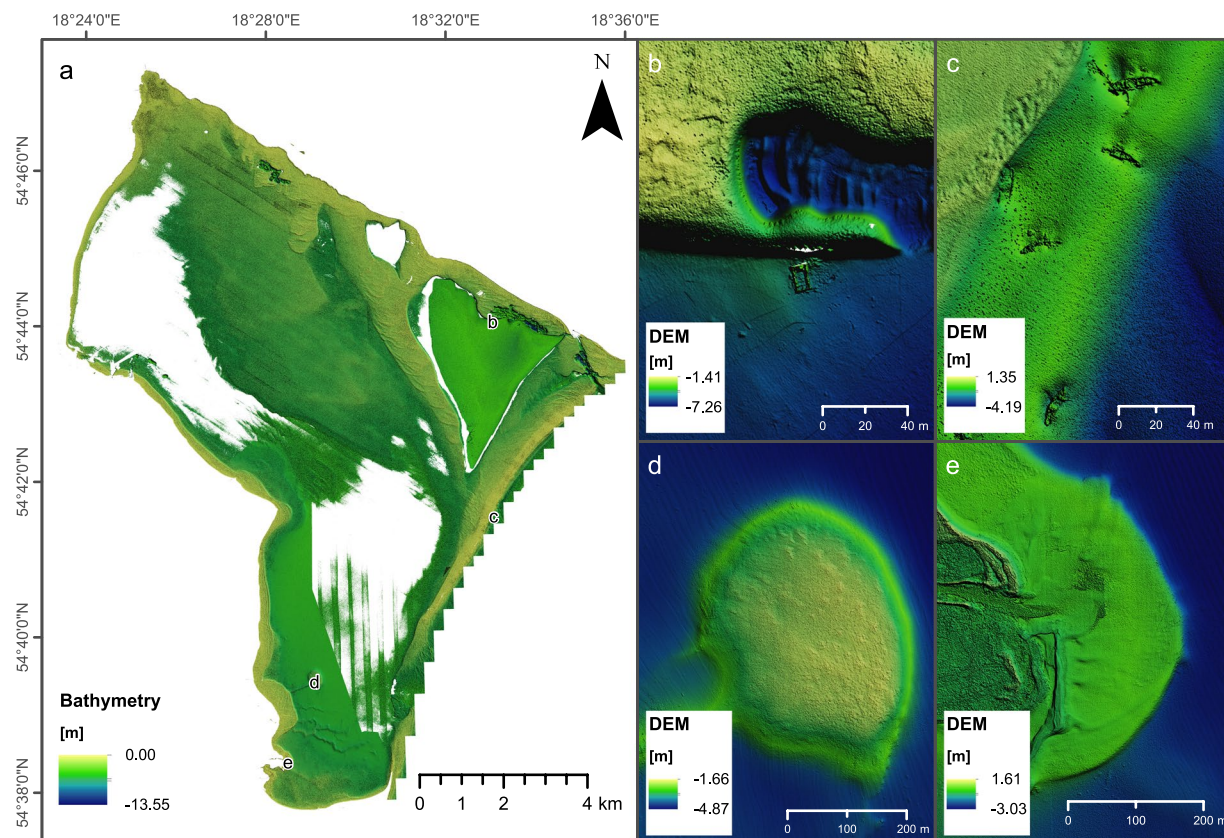 18°24'0"E 18°28'0"E 18°32'0"E 18°36'0"E
a
N
54°46'0"N
54°44'0"N
54°42'0"N
54°40'0"N
54°38'0"N
b
c
d
e
Bathymetry
[m]
0.00
-13.55
0 1 2 4 km
b
DEM
[m]
-1.41
-7.26
0 20 40 m
c
DEM
[m]
1.35
-4.19
0 20 40 m
d
DEM
[m]
-1.66
-4.87
0 100 200 m
e
DEM
[m]
1.61
-3.03
0 100 200 m